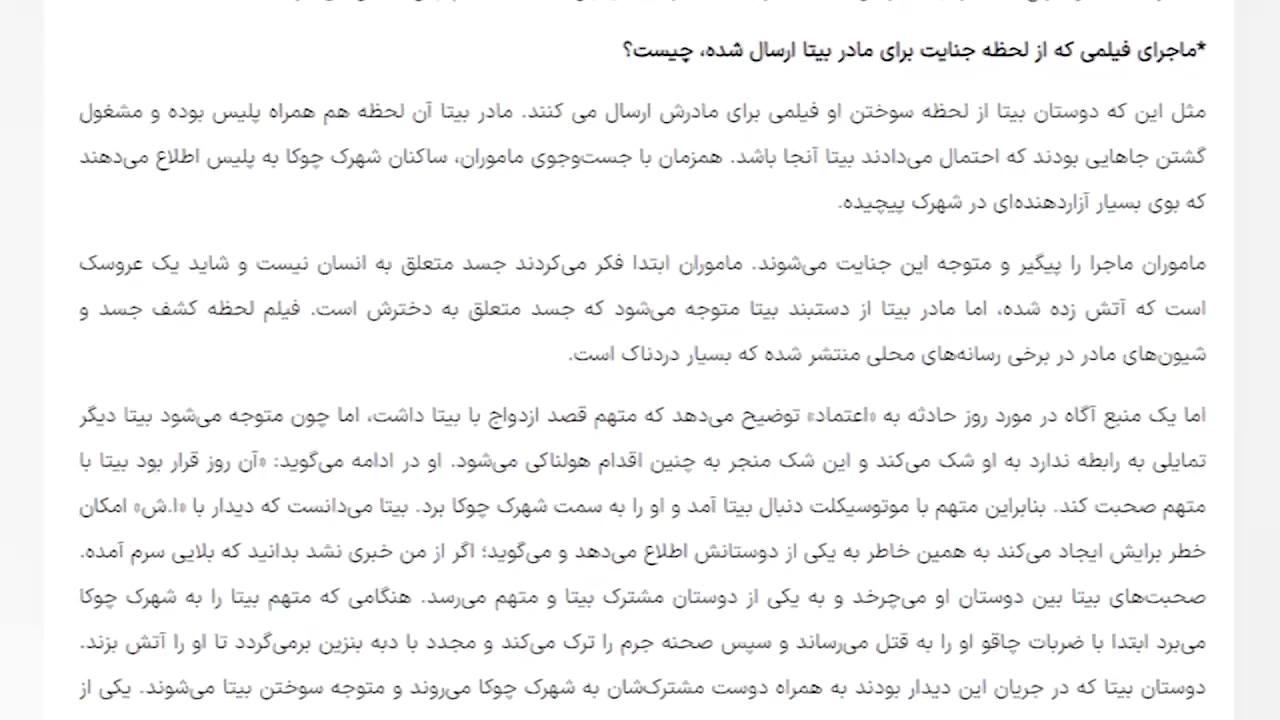 *ماجرای فیلمی که از لحظه جنایت برای مادر بیتا ارسال شده، چیست؟
مثل این که دوستان بیتا از لحظه سوختن او فیلمی برای مادرش ارسال می کنند. مادر بیتا آن لحظه هم همراه پلیس بوده و مشغول
گشتن جاهایی بودند که احتمال می‌دادند بیتا آنجا باشد. همزمان با جست‌وجوی ماموران، ساکنان شهرک چوکا به پلیس اطلاع می‌دهند
که بوی بسیار آزاردهنده‌ای در شهرک پیچیده.
ماموران ماجرا را پیگیر و متوجه این جنایت می‌شوند. ماموران ابتدا فکر می‌کردند جسد متعلق به انسان نیست و شاید یک عروسک
است که آتش زده شده، اما مادر بیتا از دستبند بیتا متوجه می‌شود که جسد متعلق به دخترش است. فیلم لحظه کشف جسد و
شیون‌های مادر در برخی رسانه‌های محلی منتشر شده که بسیار دردناک است.
اما یک منبع آگاه در مورد روز حادثه به «اعتماد» توضیح می‌دهد که متهم قصد ازدواج با بیتا داشت، اما چون متوجه می‌شود بیتا دیگر
تمایلی به رابطه ندارد به او شک می‌کند و این شک منجر به چنین اقدام هولناکی می‌شود. او در ادامه می‌گوید: «آن روز قرار بود بیتا با
متهم صحبت کند. بنابراین متهم با موتوسیکلت دنبال بیتا آمد و او را به سمت شهرک چوکا برد. بیتا می‌دانست که دیدار با «ا.ش» امکان
خطر برایش ایجاد می‌کند به همین خاطر به یکی از دوستانش اطلاع می‌دهد و می‌گوید؛ اگر از من خبری نشد بدانید که بلایی سرم آمده.
صحبت‌های بیتا بین دوستان او می‌چرخد و به یکی از دوستان مشترک بیتا و متهم می‌رسد. هنگامی که متهم بیتا را به شهرک چوکا
می‌برد ابتدا با ضربات چاقو او را به قتل می‌رساند و سپس صحنه جرم را ترک می‌کند و مجدد با دبه بنزین برمی‌گردد تا او را آتش بزند.
دوستان بیتا که در جریان این دیدار بودند به همراه دوست مشترک‌شان به شهرک چوکا می‌روند و متوجه سوختن بیتا می‌شوند. یکی از